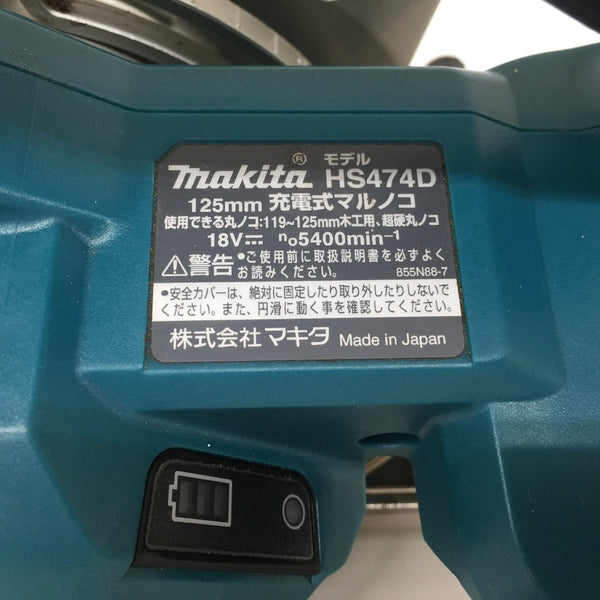 ® モデル
makita HS474D
125mm 充電式マルノコ
使用できる丸ノコ:119~125mm木工用、超硬丸ノコ
18V⎓ n₀5400min⁻¹
⚠警告 •ご使用前に取扱説明書を必ずよく
お読みください。 855N88-7
•安全カバーは、絶対に固定したり取り外したりしないで
ください。また、円滑に動く事を確認してください。
株式会社マキタ Made in Japan